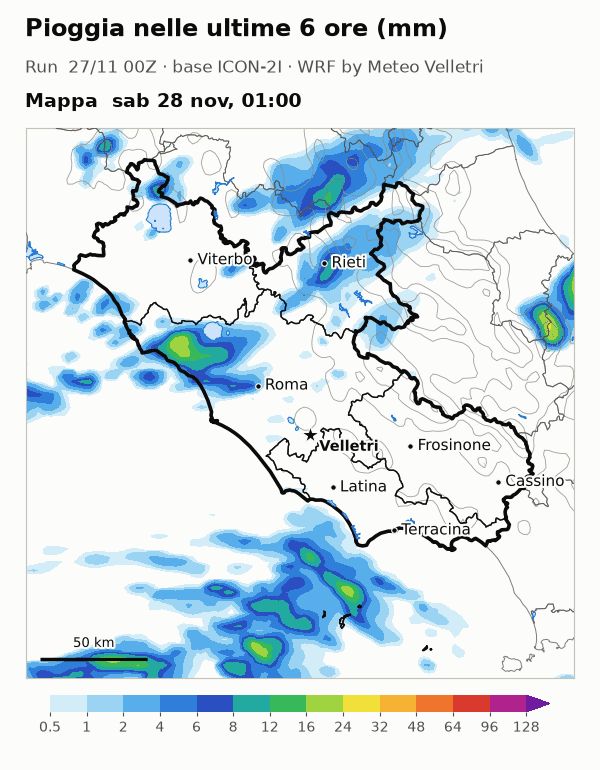 Pioggia nelle ultime 6 ore (mm)
Run  27/11 00Z · base ICON-2I · WRF by Meteo Velletri
Mappa  sab 28 nov, 01:00
Viterbo
Rieti
Roma
Velletri
Frosinone
Cassino
Latina
Terracina
50 km
0.5 1 2 4 6 8 12 16 24 32 48 64 96 128